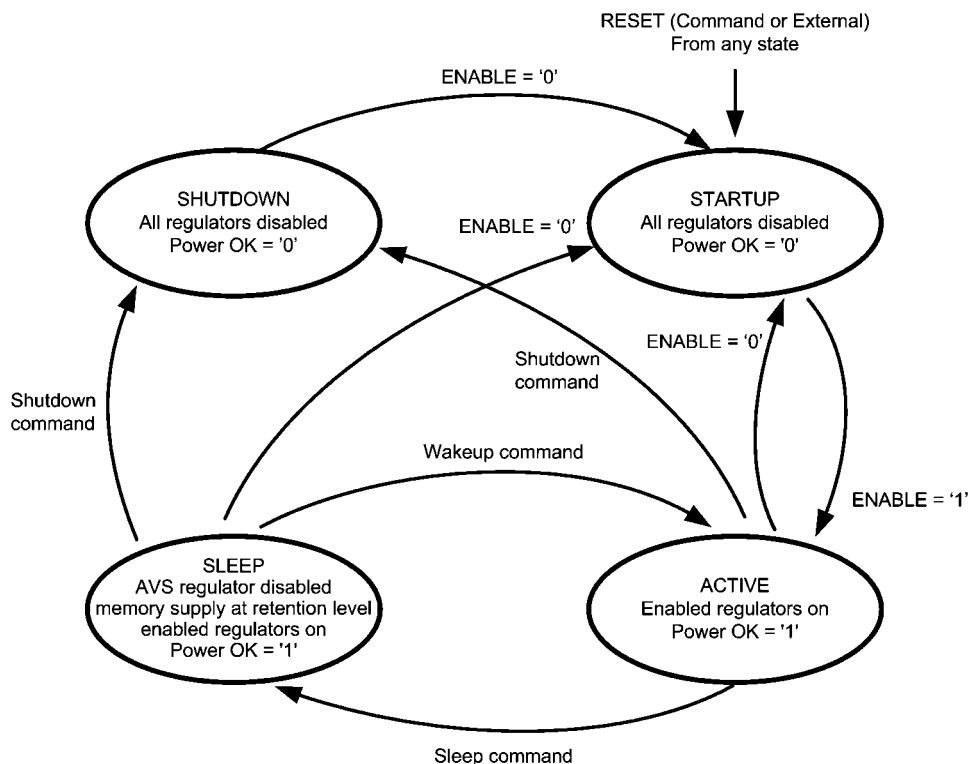 RESET (Command or External)
From any state
ENABLE = ‘0’
SHUTDOWN
All regulators disabled
Power OK = '0'
STARTUP
All regulators disabled
Power OK = '0'
ENABLE = ‘0’
ENABLE = ‘0’
Shutdown
command
Shutdown
command
Wakeup command
ENABLE = ‘1’
SLEEP
AVS regulator disabled
memory supply at retention level
enabled regulators on
Power OK = '1'
ACTIVE
Enabled regulators on
Power OK = '1'
Sleep command